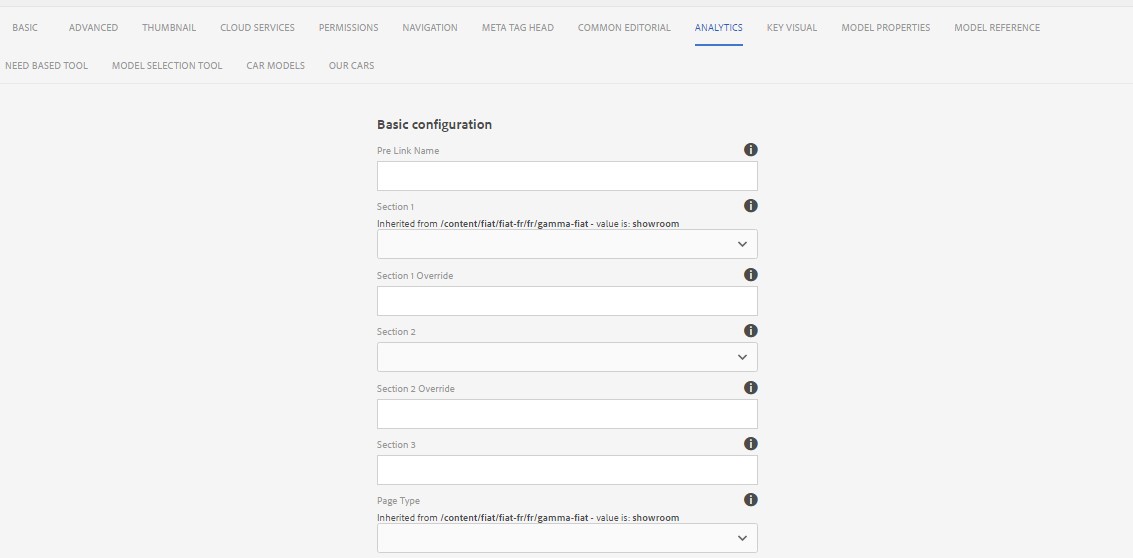 BASIC ADVANCED THUMBNAIL CLOUD SERVICES PERMISSIONS NAVIGATION META TAG HEAD COMMON EDITORIAL ANALYTICS KEY VISUAL MODEL PROPERTIES MODEL REFERENCE
NEED BASED TOOL MODEL SELECTION TOOL CAR MODELS OUR CARS
Basic configuration
Pre Link Name
Section 1
Inherited from /content/fiat/fiat-fr/fr/gamma-fiat - value is: showroom
Section 1 Override
Section 2
Section 2 Override
Section 3
Page Type
Inherited from /content/fiat/fiat-fr/fr/gamma-fiat - value is: showroom